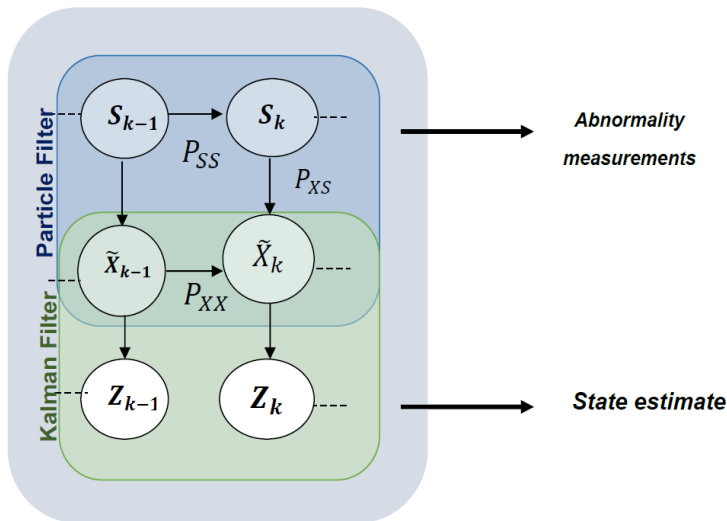 Particle Filter
Kalman Filter
S_{k-1}
S_k
P_{SS}
P_{XS}
X̃_{k-1}
X̃_k
P_{XX}
Z_{k-1}
Z_k
Abnormality
measurements
State estimate